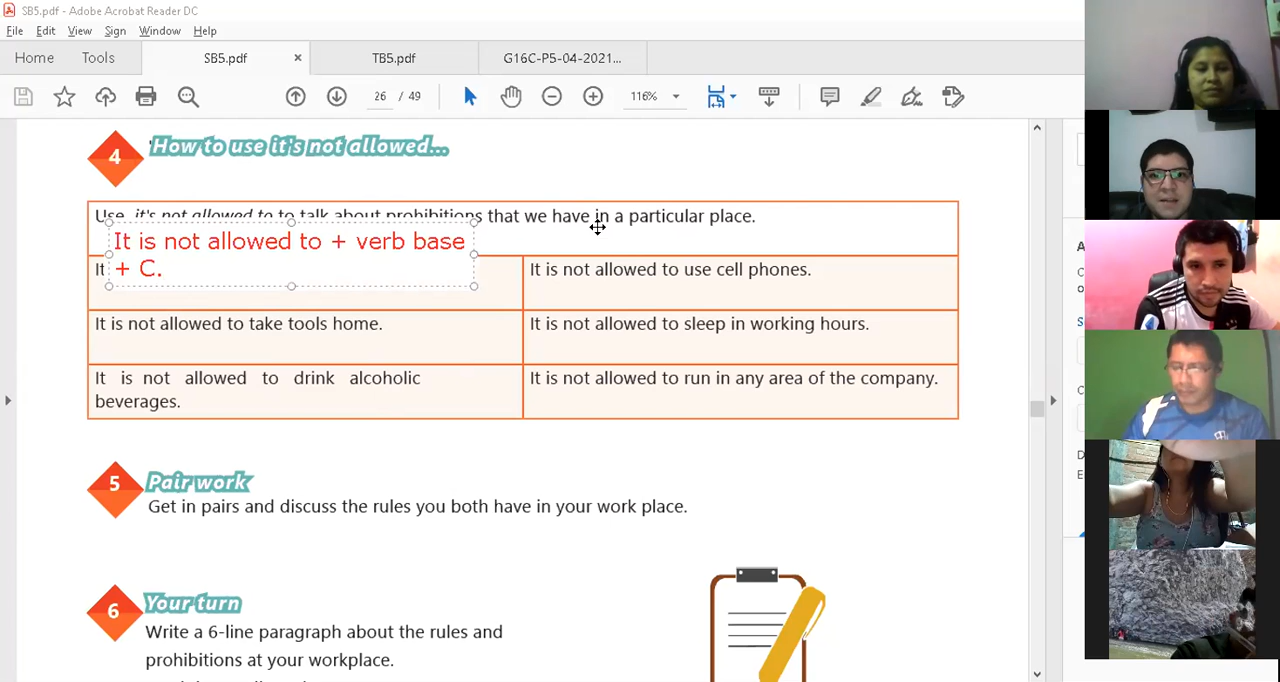 SB5.pdf - Adobe Acrobat Reader DC
File Edit View Sign Window Help
Home Tools SB5.pdf × TB5.pdf G16C-P5-04-2021...
26 / 49 116%
4 How to use it's not allowed...
Use it's not allowed to to talk about prohibitions that we have in a particular place.
It is not allowed to + verb base
+ C.
It
It is not allowed to use cell phones.
It is not allowed to take tools home.
It is not allowed to sleep in working hours.
It is not allowed to drink alcoholic
beverages.
It is not allowed to run in any area of the company.
5 Pair work
Get in pairs and discuss the rules you both have in your work place.
6 Your turn
Write a 6-line paragraph about the rules and
prohibitions at your workplace.